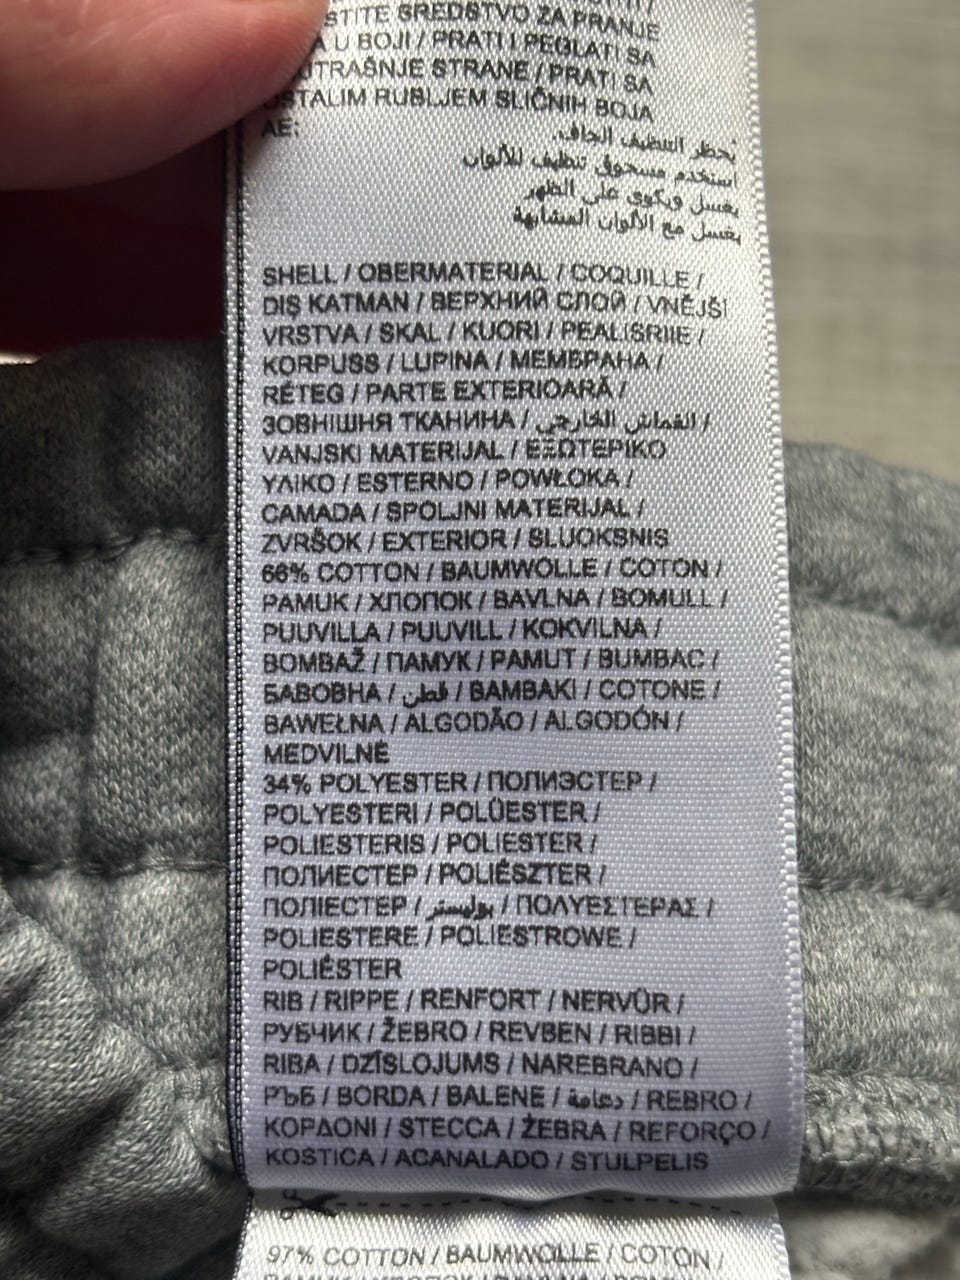 STITE SREDSTVO ZA PRANJE
A U BOJI / PRATI I PEGLATI SA
UTRAŠNJE STRANE / PRATI SA
OSTALIM RUBLJEM SLIČNIH BOJA
AE:
يحظر التنظيف الجاف.
استخدم مسحوق تنظيف للألوان
يغسل ويكوى على الظهر
يغسل مع الألوان المشابهة
SHELL / OBERMATERIAL / COQUILLE /
DIŞ KATMAN / ВЕРХНИЙ СЛОЙ / VNĚJŠÍ
VRSTVA / SKAL / KUORI / PEALISRIIE /
KORPUSS / LUPINA / МЕМБРАНА /
RÉTEG / PARTE EXTERIOARĂ /
ЗОВНІШНЯ ТКАНИНА / القماش الخارجي /
VANJSKI MATERIJAL / ΕΞΩΤΕΡΙΚΟ
ΥΛΙΚΟ / ESTERNO / POWŁOKA /
CAMADA / SPOLJNI MATERIJAL /
ZVRŠOK / EXTERIOR / SLUOKSNIS
66% COTTON / BAUMWOLLE / COTON /
PAMUK / ХЛОПОК / BAVLNA / BOMULL /
PUUVILLA / PUUVILL / KOKVILNA /
BOMBAŽ / ПАМУК / PAMUT / BUMBAC /
БАВОВНА / قطن / BAMBAKI / COTONE /
BAWEŁNA / ALGODÃO / ALGODÓN /
MEDVILNĖ
34% POLYESTER / ПОЛИЭСТЕР /
POLYESTERI / POLÜESTER /
POLIESTERIS / POLIESTER /
ПОЛИЕСТЕР / POLIÉSZTER /
ПОЛІЕСТЕР / بوليستر / ΠΟΛΥΕΣΤΕΡΑΣ /
POLIESTERE / POLIESTROWE /
POLIÉSTER
RIB / RIPPE / RENFORT / NERVÜR /
РУБЧИК / ŽEBRO / REVBEN / RIBBI /
RIBA / DZĪSLOJUMS / NAREBRANO /
РЪБ / BORDA / BALENE / دعامة / REBRO /
ΚΟΡΔΟΝΙ / STECCA / ŽEBRA / REFORÇO /
KOSTICA / ACANALADO / STULPELIS
97% COTTON / BAUMWOLLE / COTON /